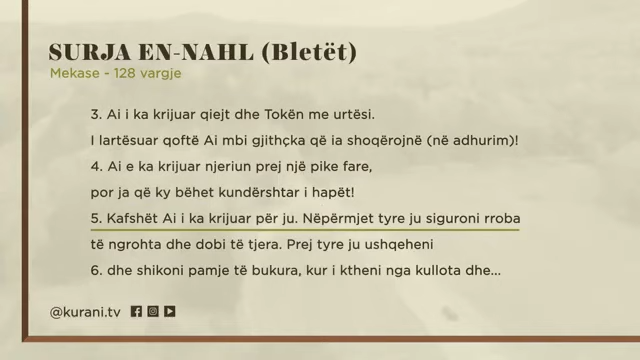 SURJA EN-NAHL (Bletët)
Mekase - 128 vargje
3. Ai i ka krijuar qiejt dhe Tokën me urtësi.
I lartësuar qoftë Ai mbi gjithçka që ia shoqërojnë (në adhurim)!
4. Ai e ka krijuar njeriun prej një pike fare,
por ja që ky bëhet kundërshtar i hapët!
5. Kafshët Ai i ka krijuar për ju. Nëpërmjet tyre ju siguroni rroba
të ngrohta dhe dobi të tjera. Prej tyre ju ushqeheni
6. dhe shikoni pamje të bukura, kur i ktheni nga kullota dhe...
@kurani.tv